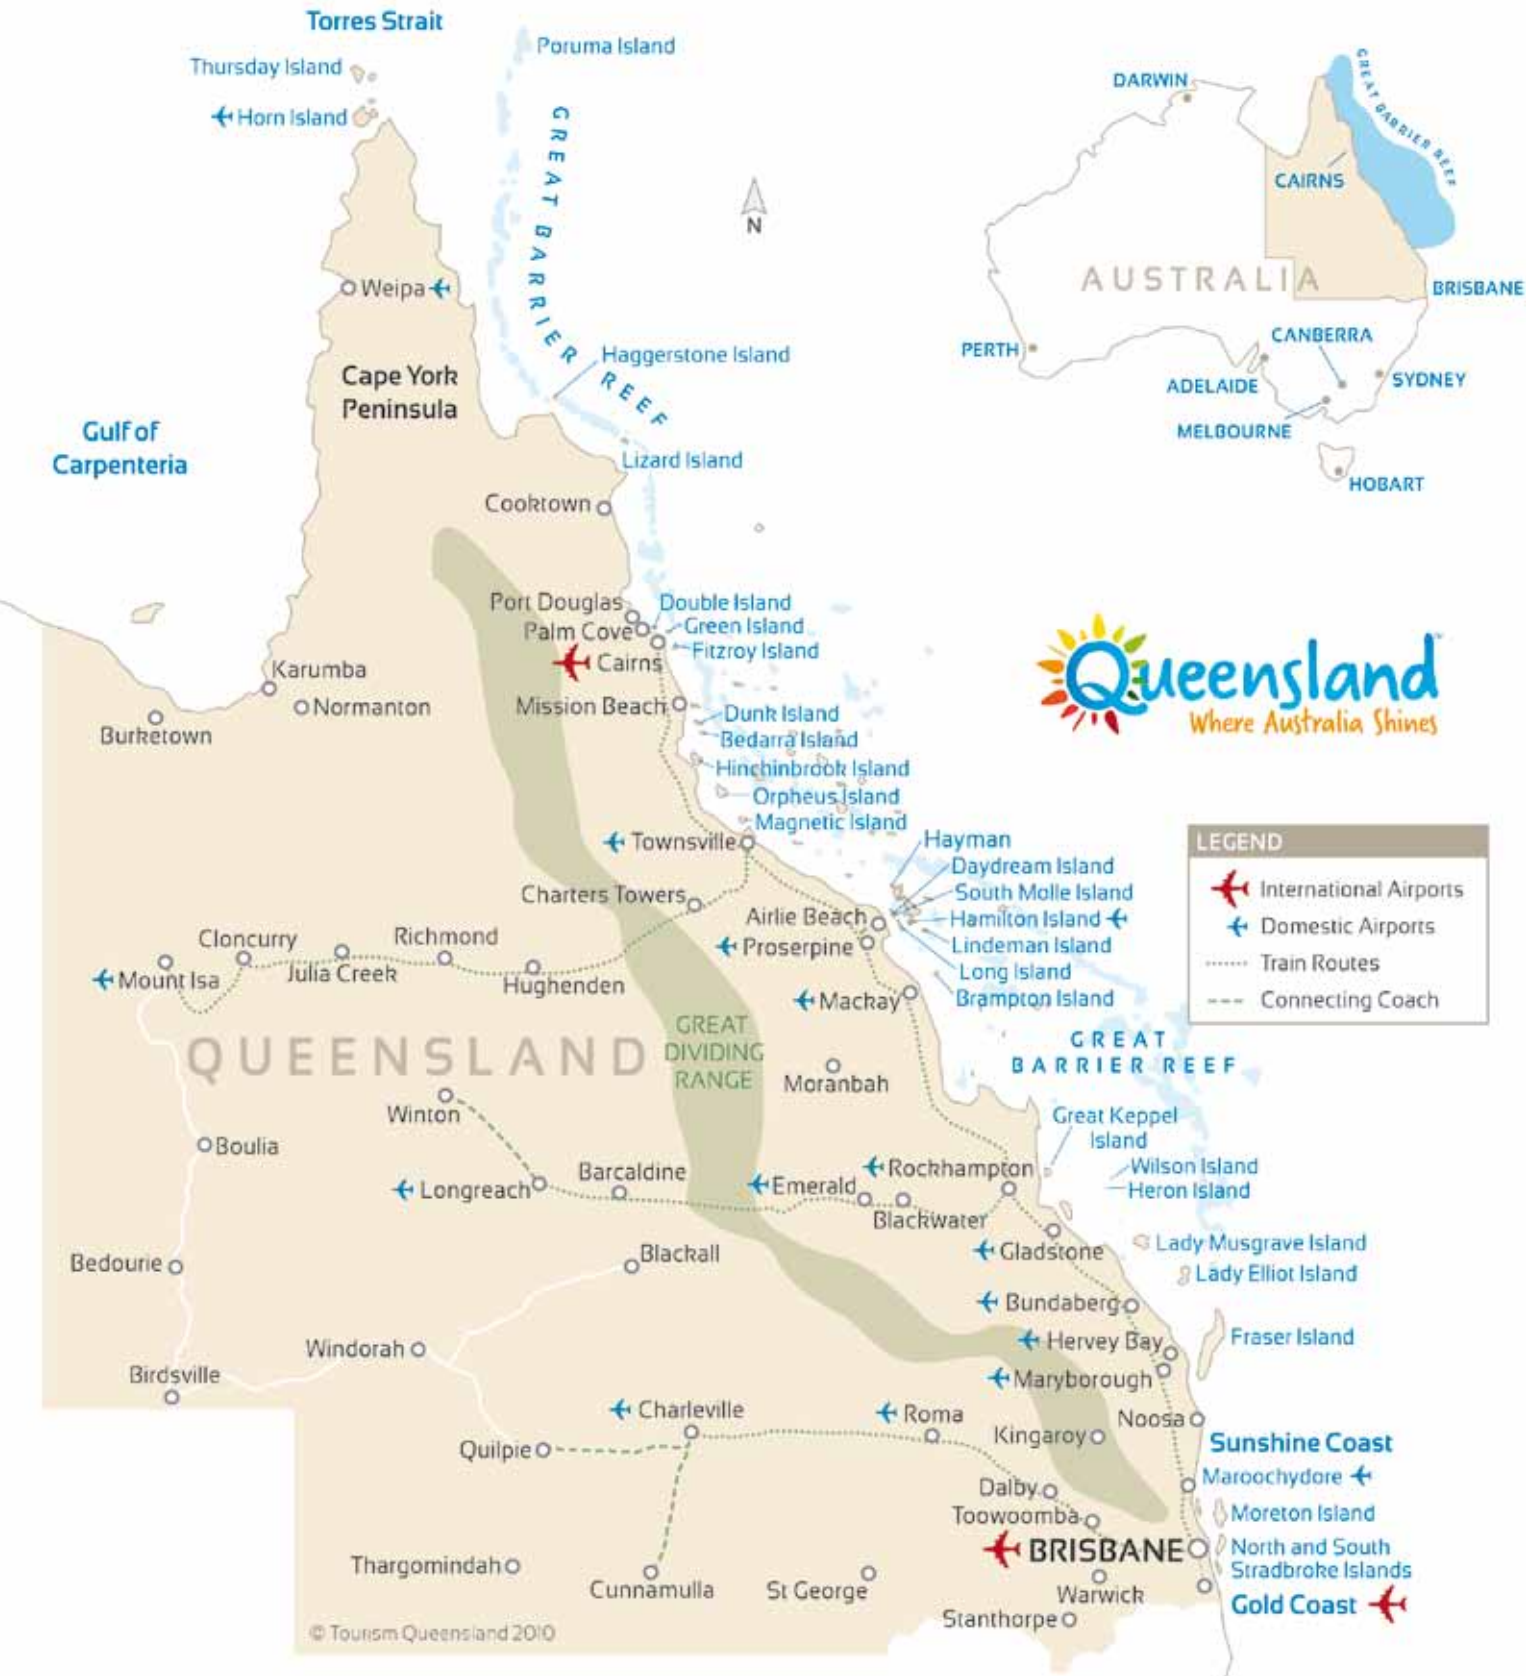 Torres Strait
Thursday Island
Horn Island
Poruma Island
GREAT BARRIER REEF
N
Weipa
Haggerstone Island
Cape York
Peninsula
Gulf of
Carpenteria
Lizard Island
Cooktown
Port Douglas
Double Island
Palm Cove
Green Island
Fitzroy Island
Cairns
Karumba
Normanton
Burketown
Mission Beach
Dunk Island
Bedarra Island
Hinchinbrook Island
Orpheus Island
Magnetic Island
Townsville
Charters Towers
Hayman
Daydream Island
South Molle Island
Airlie Beach
Hamilton Island
Proserpine
Lindeman Island
Long Island
Brampton Island
Mackay
Cloncurry
Richmond
Mount Isa
Julia Creek
Hughenden
QUEENSLAND
GREAT
DIVIDING
RANGE
Moranbah
GREAT
BARRIER REEF
Winton
Boulia
Great Keppel
Island
Longreach
Barcaldine
Emerald
Rockhampton
Blackwater
Wilson Island
Heron Island
Gladstone
Lady Musgrave Island
Lady Elliot Island
Bedourie
Blackall
Bundaberg
Hervey Bay
Fraser Island
Windorah
Birdsville
Maryborough
Charleville
Roma
Kingaroy
Noosa
Sunshine Coast
Quilpie
Maroochydore
Dalby
Toowoomba
Moreton Island
BRISBANE
North and South
Stradbroke Islands
Thargomindah
Cunnamulla
St George
Warwick
Gold Coast
Stanthorpe
© Tourism Queensland 2010
DARWIN
GREAT BARRIER REEF
CAIRNS
AUSTRALIA
BRISBANE
PERTH
CANBERRA
ADELAIDE
SYDNEY
MELBOURNE
HOBART
Queensland
Where Australia Shines
LEGEND
International Airports
Domestic Airports
Train Routes
Connecting Coach